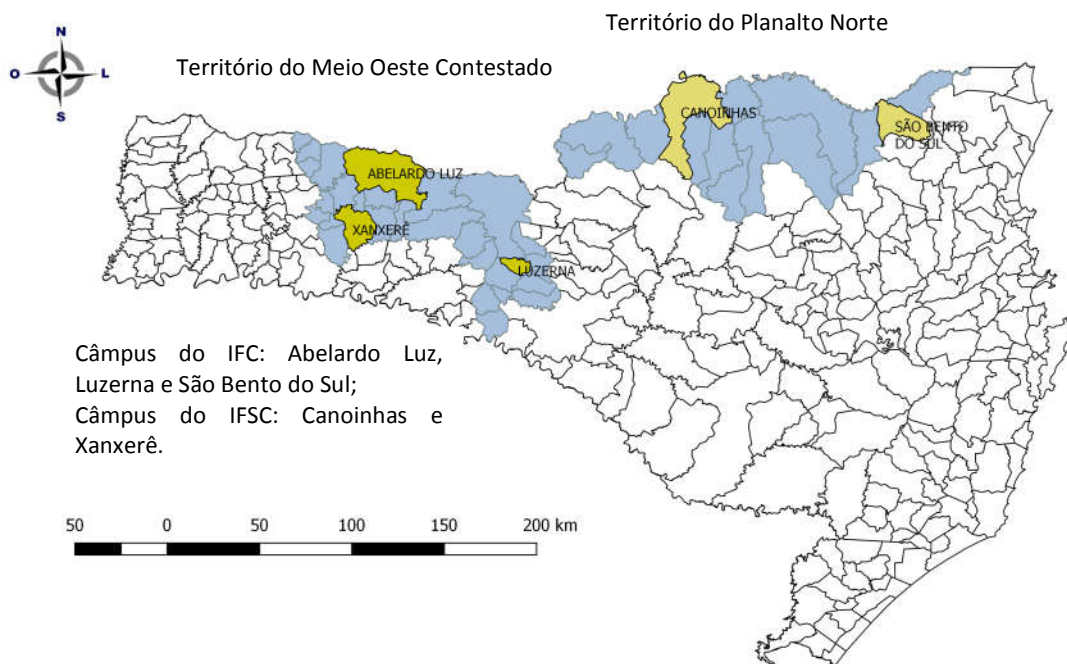 Território do Planalto Norte
N
O
L
S
Território do Meio Oeste Contestado
CANOINHAS
SÃO BENTO
DO SUL
ABELARDO LUZ
XANXERÊ
LUZERNA
Câmpus do IFC: Abelardo Luz,
Luzerna e São Bento do Sul;
Câmpus do IFSC: Canoinhas e
Xanxerê.
50 0 50 100 150 200 km